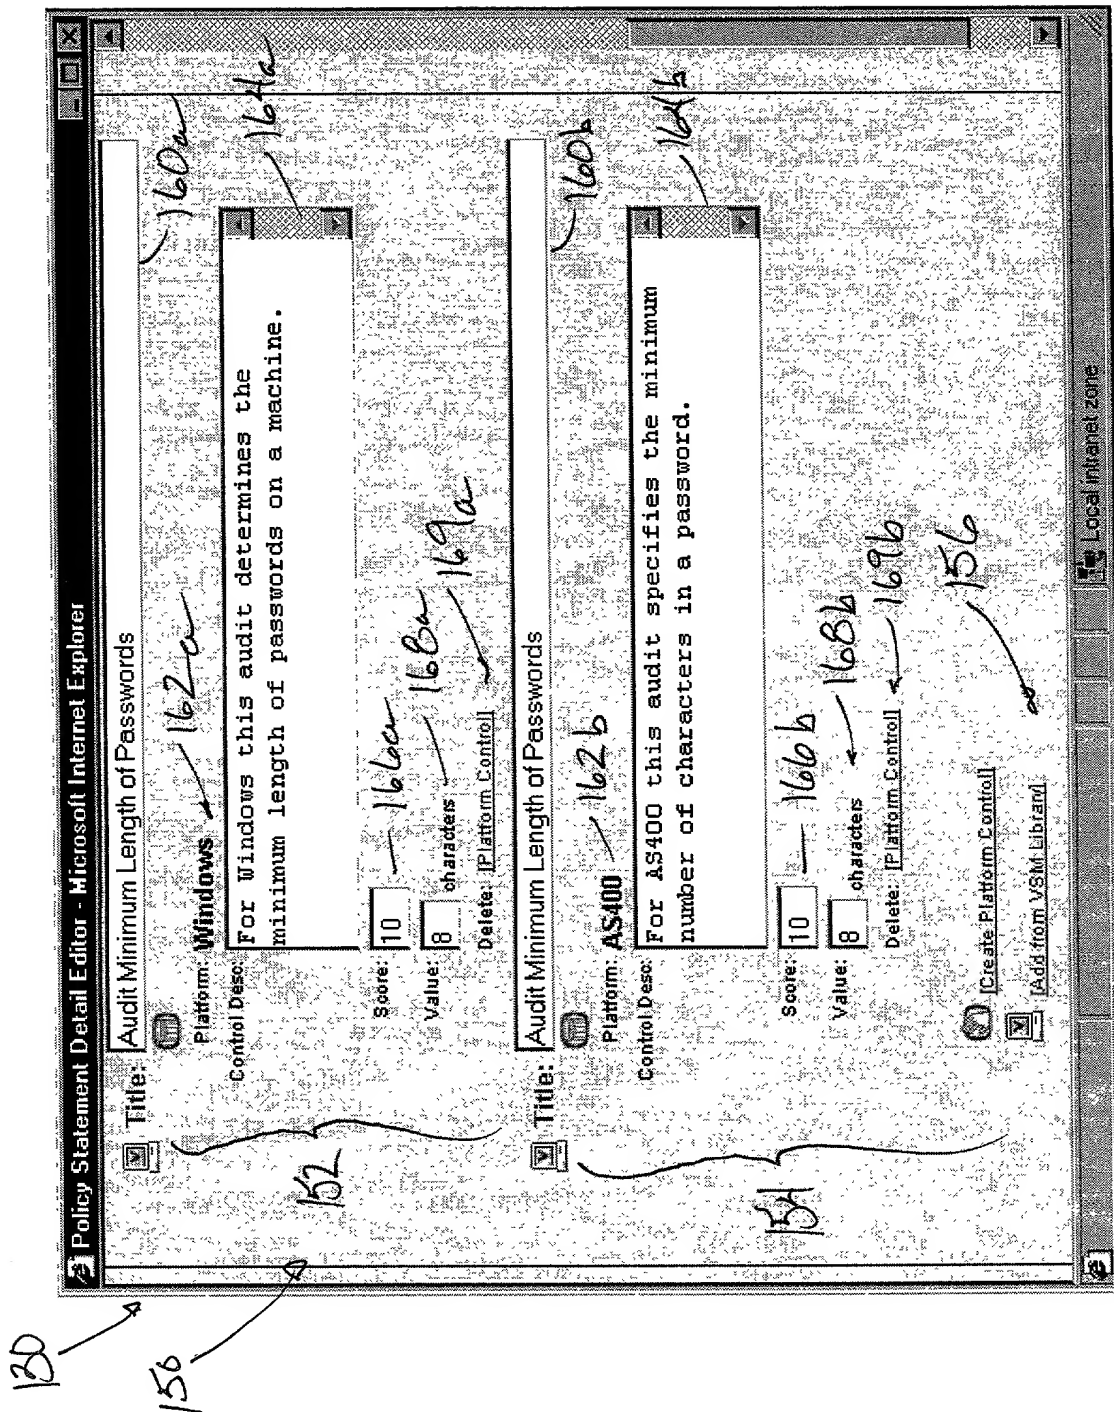 130
150
Policy Statement Detail Editor - Microsoft Internet Explorer
Title: Audit Minimum Length of Passwords
160a
Platform: Windows 162a
Control Desc: For Windows this audit determines the
minimum length of passwords on a machine.
164a
152
Score: 10 166a
Value: 8 characters 168a
Delete: [Platform Control] 169a
Title: Audit Minimum Length of Passwords
160b
Platform: AS400 162b
Control Desc: For AS400 this audit specifies the minimum
number of characters in a password.
164b
154
Score: 10 166b
Value: 8 characters 168b
Delete: [Platform Control] 169b
[Create Platform Control]
156
[Add from VSM Library]
Local intranet zone